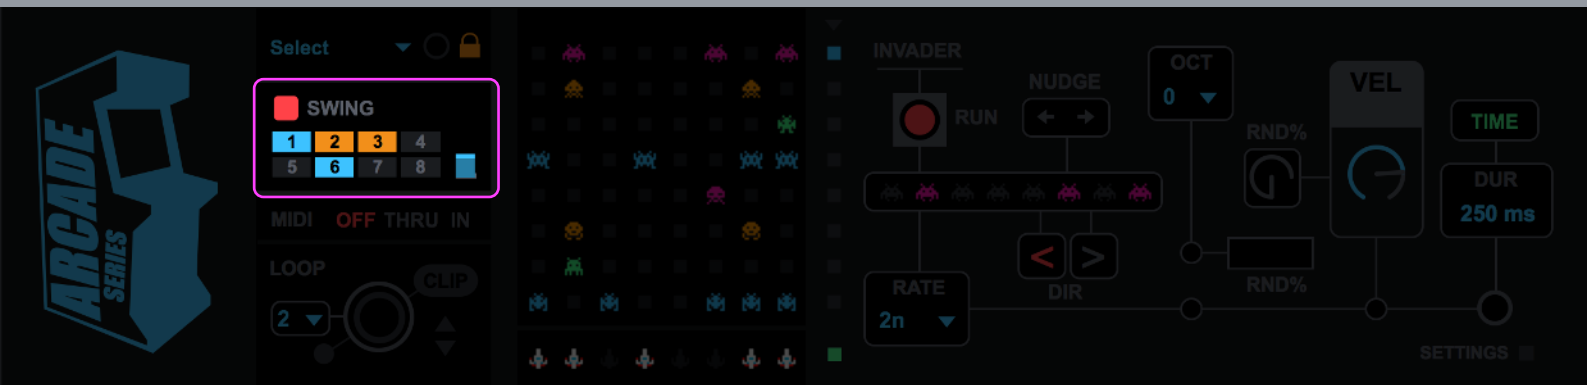 ARCADE
SERIES
Select
SWING
1 2 3 4
5 6 7 8
MIDI OFF THRU IN
LOOP
CLIP
2
INVADER
RUN
NUDGE
OCT
0
RND%
VEL
TIME
DUR
250 ms
< >
DIR
RATE
2n
RND%
SETTINGS